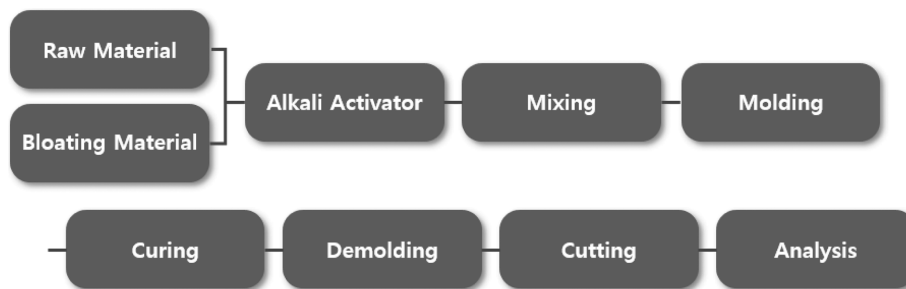 Raw Material
Bloating Material
Alkali Activator
Mixing
Molding
Curing
Demolding
Cutting
Analysis